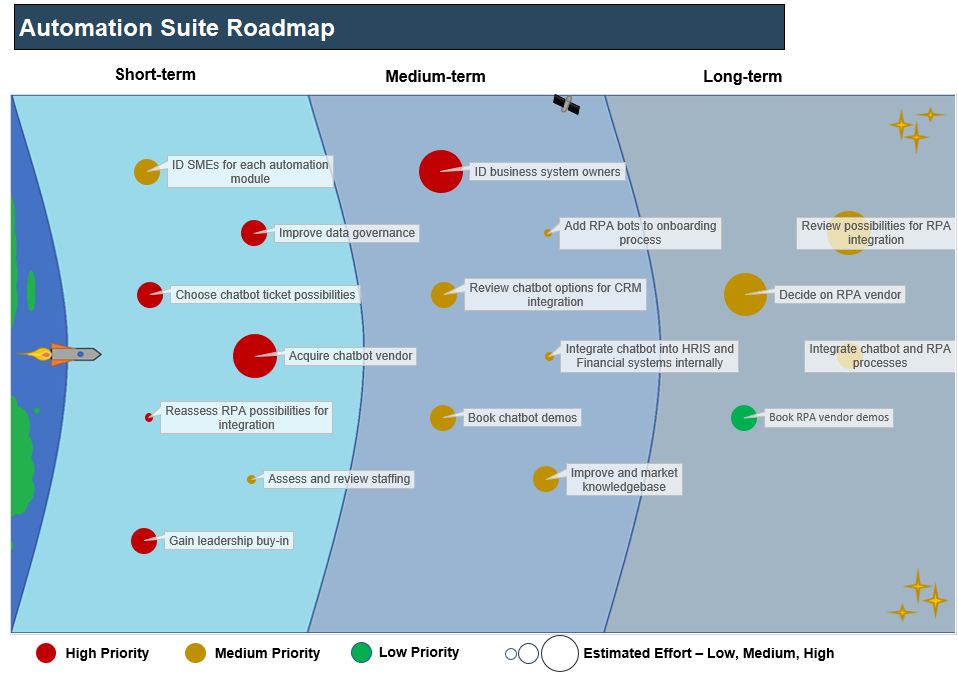 Automation Suite Roadmap
Short-term
Medium-term
Long-term
ID SMEs for each automation
module
Improve data governance
Choose chatbot ticket possibilities
Acquire chatbot vendor
Reassess RPA possibilities for
integration
Assess and review staffing
Gain leadership buy-in
ID business system owners
Add RPA bots to onboarding
process
Review chatbot options for CRM
integration
Integrate chatbot into HRIS and
Financial systems internally
Book chatbot demos
Improve and market
knowledgebase
Review possibilities for RPA
integration
Decide on RPA vendor
Integrate chatbot and RPA
processes
Book RPA vendor demos
High Priority
Medium Priority
Low Priority
Estimated Effort – Low, Medium, High